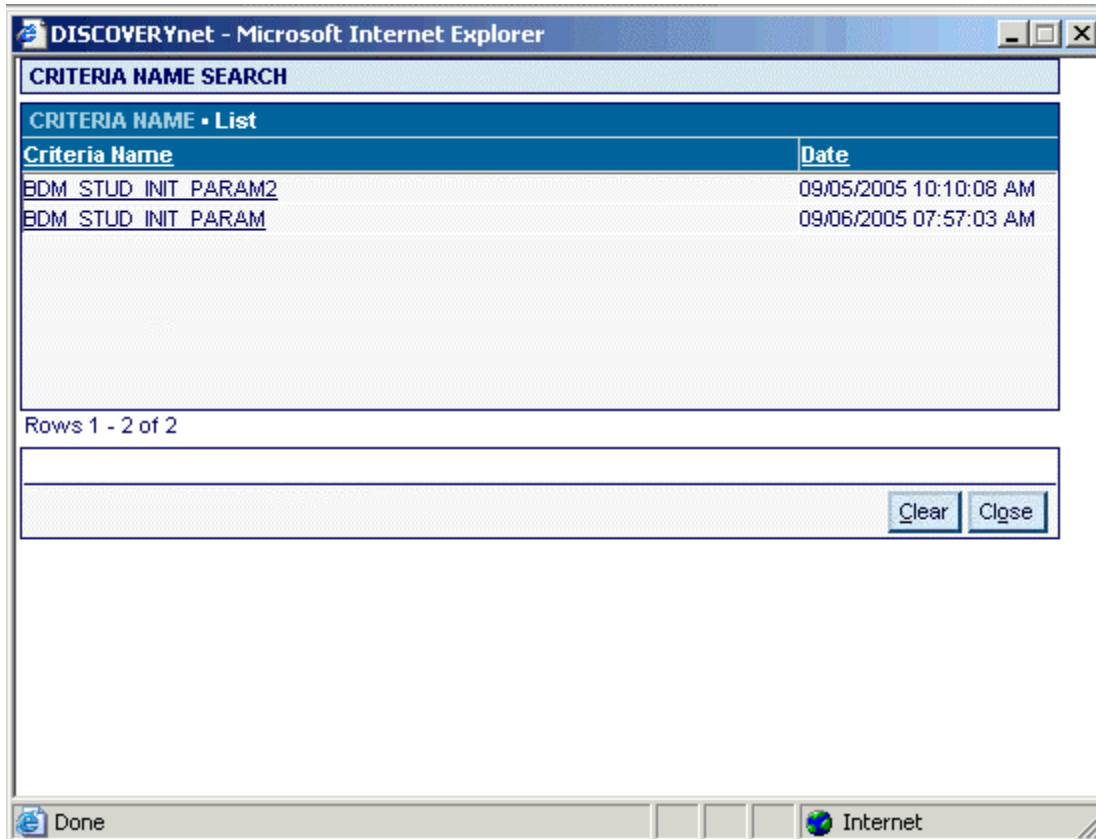 DISCOVERYnet - Microsoft Internet Explorer
CRITERIA NAME SEARCH
CRITERIA NAME ▪ List
Criteria Name Date
BDM_STUD_INIT_PARAM2 09/05/2005 10:10:08 AM
BDM_STUD_INIT_PARAM 09/06/2005 07:57:03 AM
Rows 1 - 2 of 2
Clear Close
Done Internet